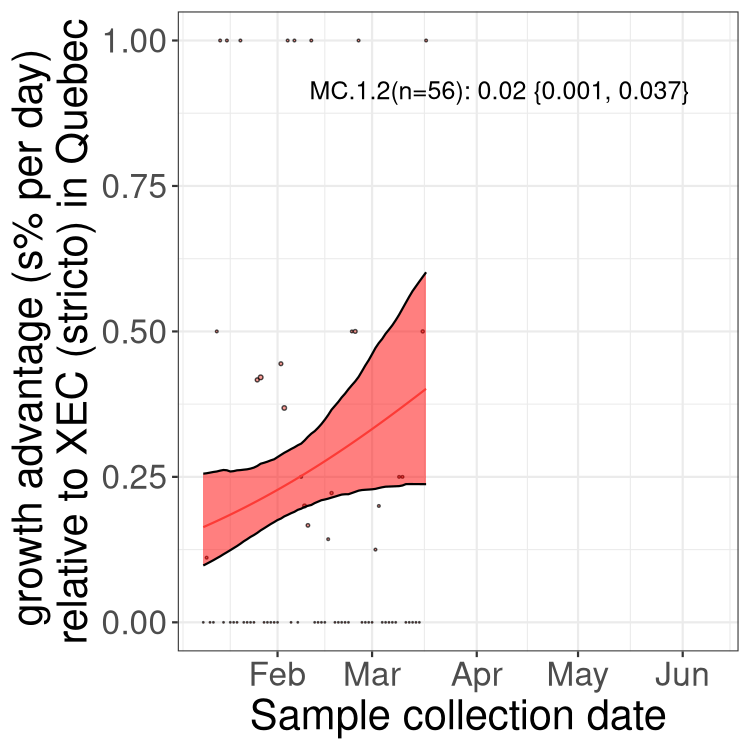 growth advantage (s% per day)
relative to XEC (stricto) in Quebec
1.00
0.75
0.50
0.25
0.00
MC.1.2(n=56): 0.02 {0.001, 0.037}
Feb Mar Apr May Jun
Sample collection date